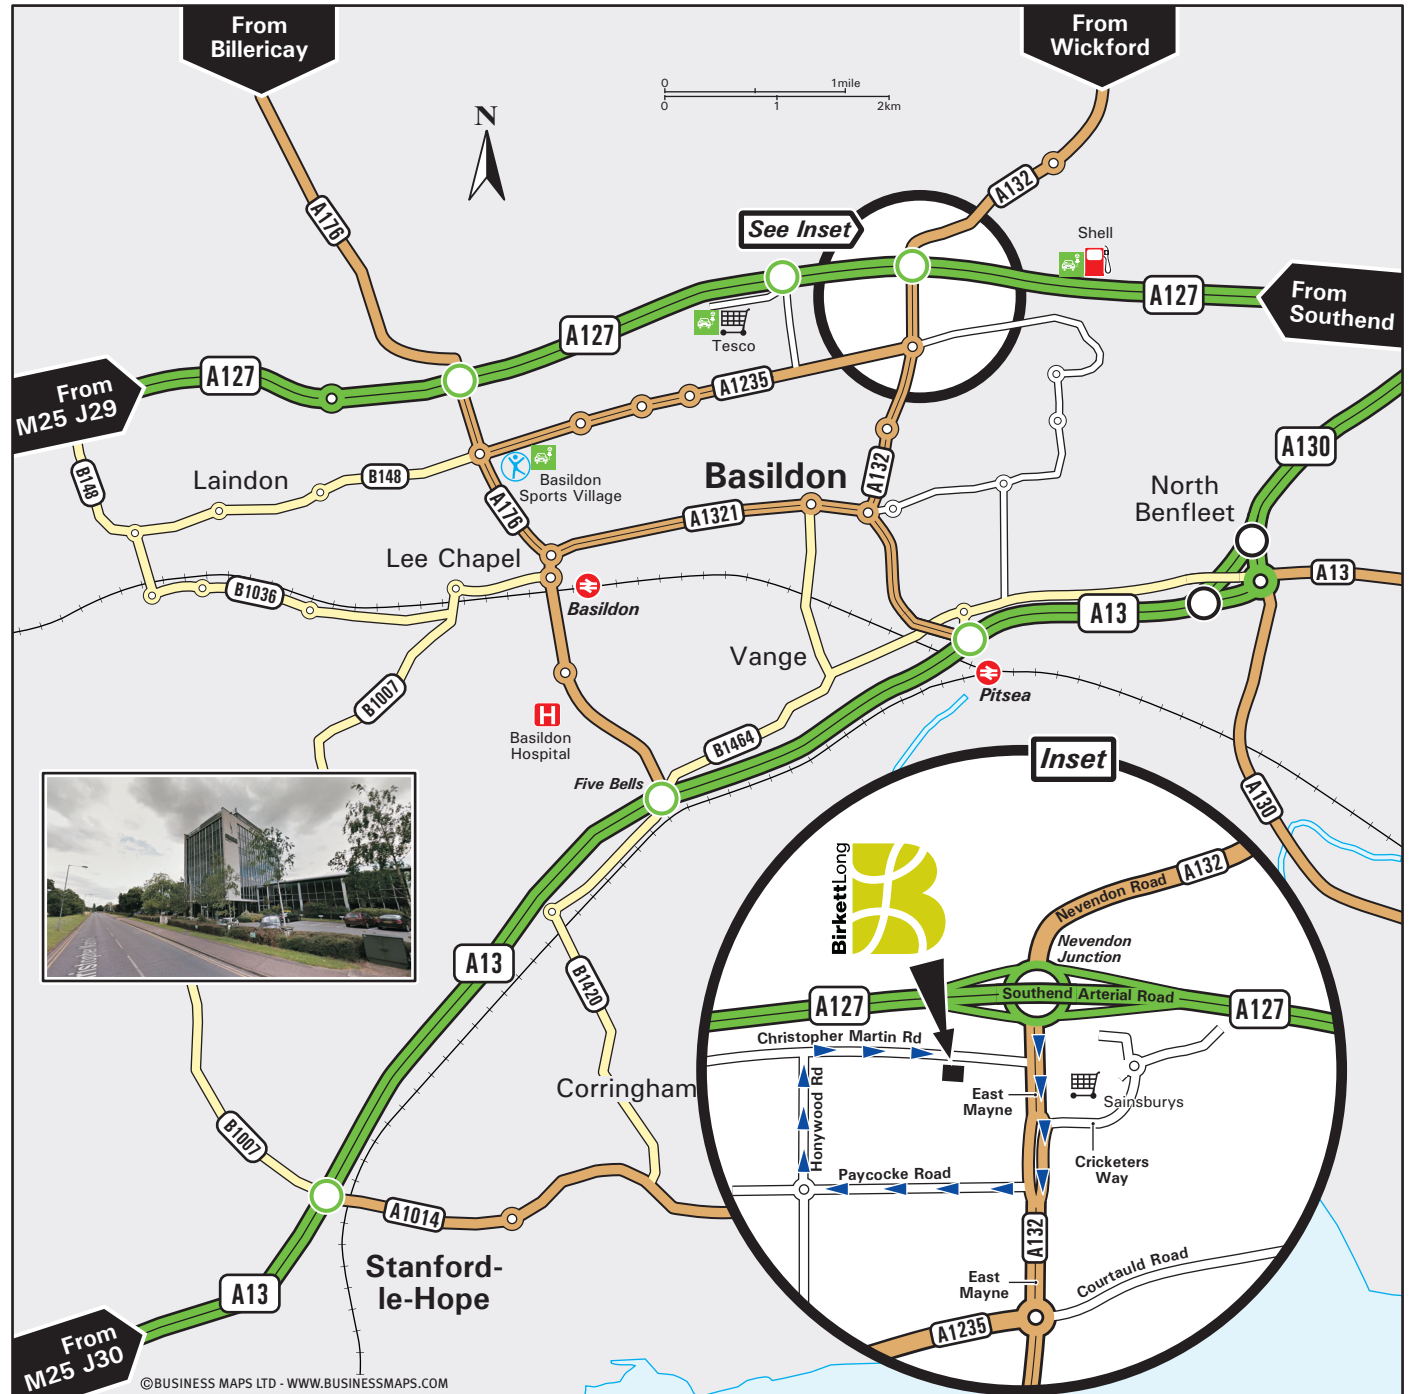 From
Billericay
From
Wickford
0 1mile
0 1 2km
N
A176
A132
See Inset
Shell
A127
From
Southend
A127
Tesco
A127
From
M25 J29
A1235
A130
B148
Laindon
B148
Basildon
Sports Village
A176
Basildon
A132
North
Benfleet
A1321
Lee Chapel
A13
B1036
Basildon
A13
Vange
Pitsea
B1007
Basildon
Hospital
B1464
Five Bells
Inset
A130
BirkettLong
A132
Nevendon Road
Nevendon
Junction
A13
B1420
A127
Southend Arterial Road
A127
Christopher Martin Rd
Honywood Rd
East
Mayne
Sainsburys
Corringham
B1007
Cricketers
Way
Paycocke Road
A1014
A132
Stanford-
le-Hope
A13
East
Mayne
Courtauld Road
A1235
From
M25 J30
©BUSINESS MAPS LTD - WWW.BUSINESSMAPS.COM